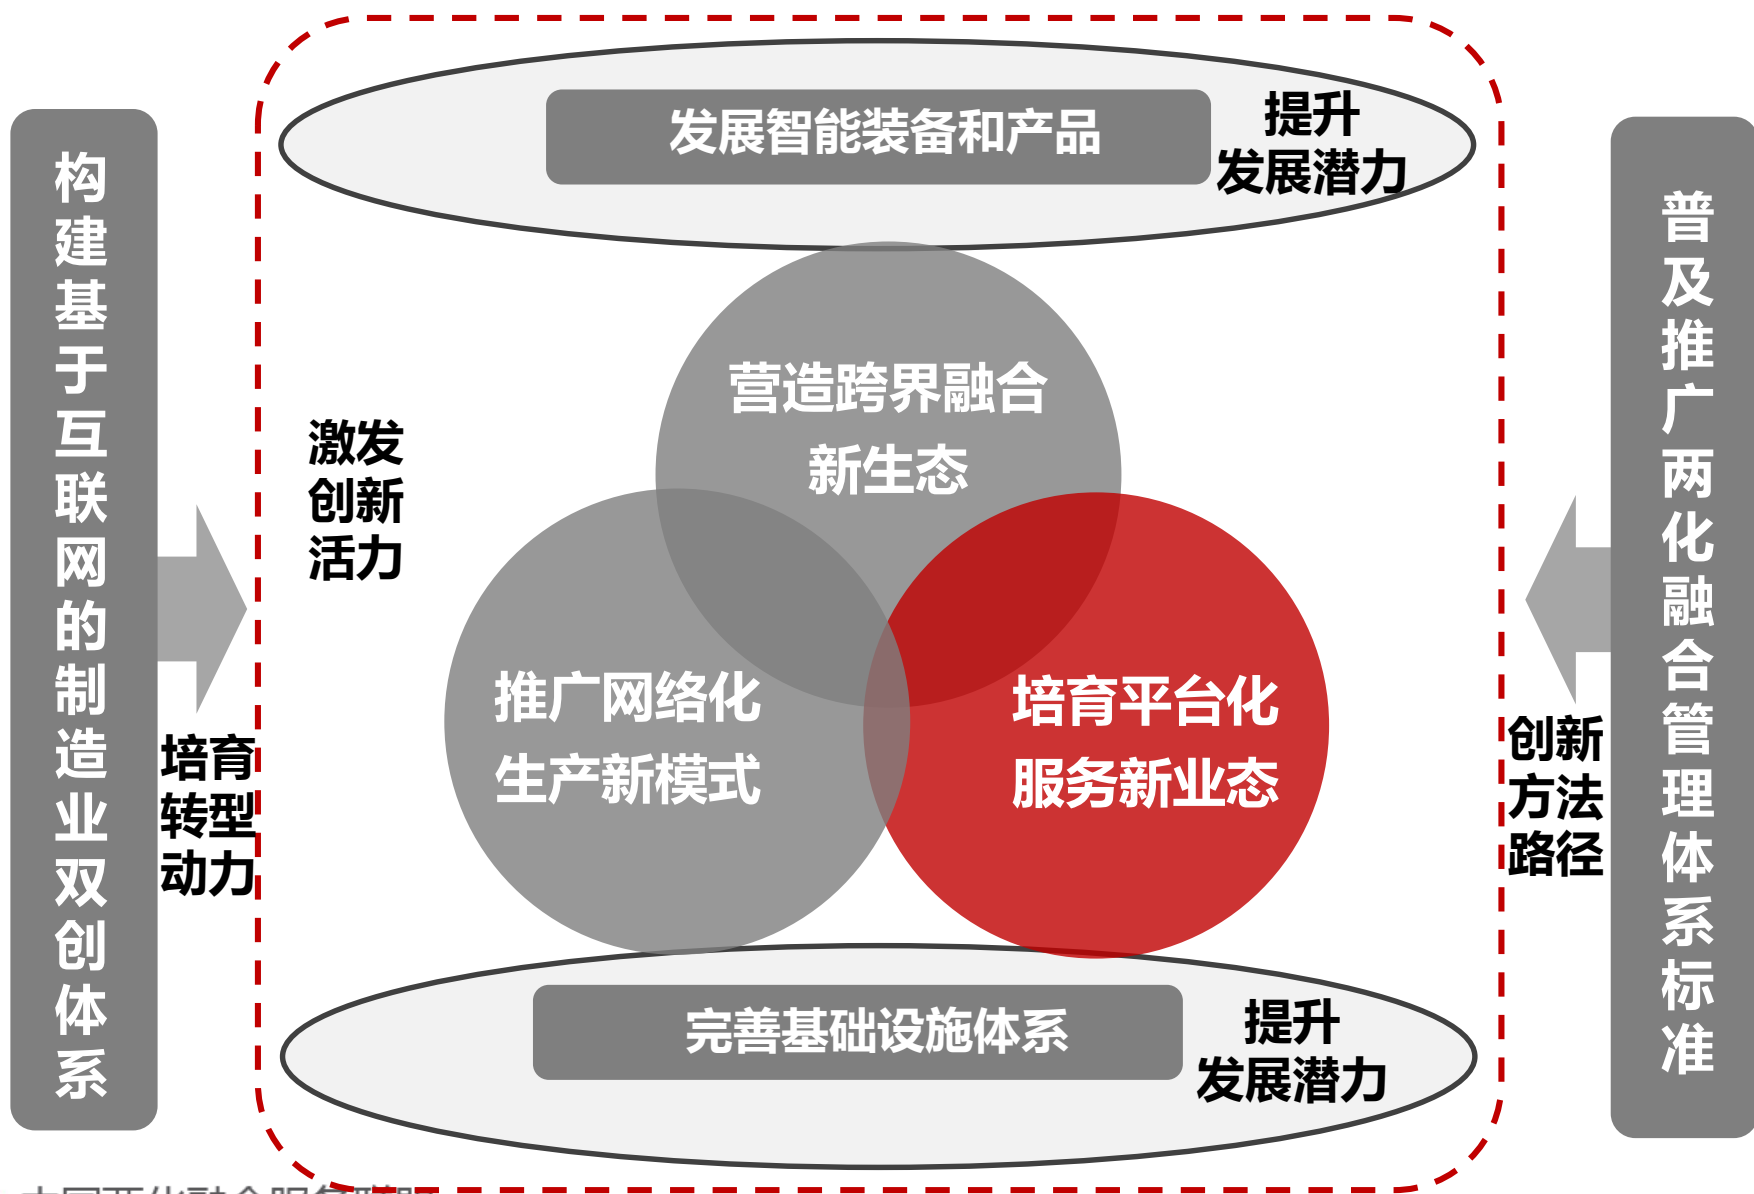 发展智能装备和产品
提升
发展潜力
构建基于互联网的制造业双创体系
普及推广两化融合管理体系标准
营造跨界融合
新生态
激发
创新
活力
推广网络化
生产新模式
培育平台化
服务新业态
培育
转型
动力
创新
方法
路径
完善基础设施体系
提升
发展潜力